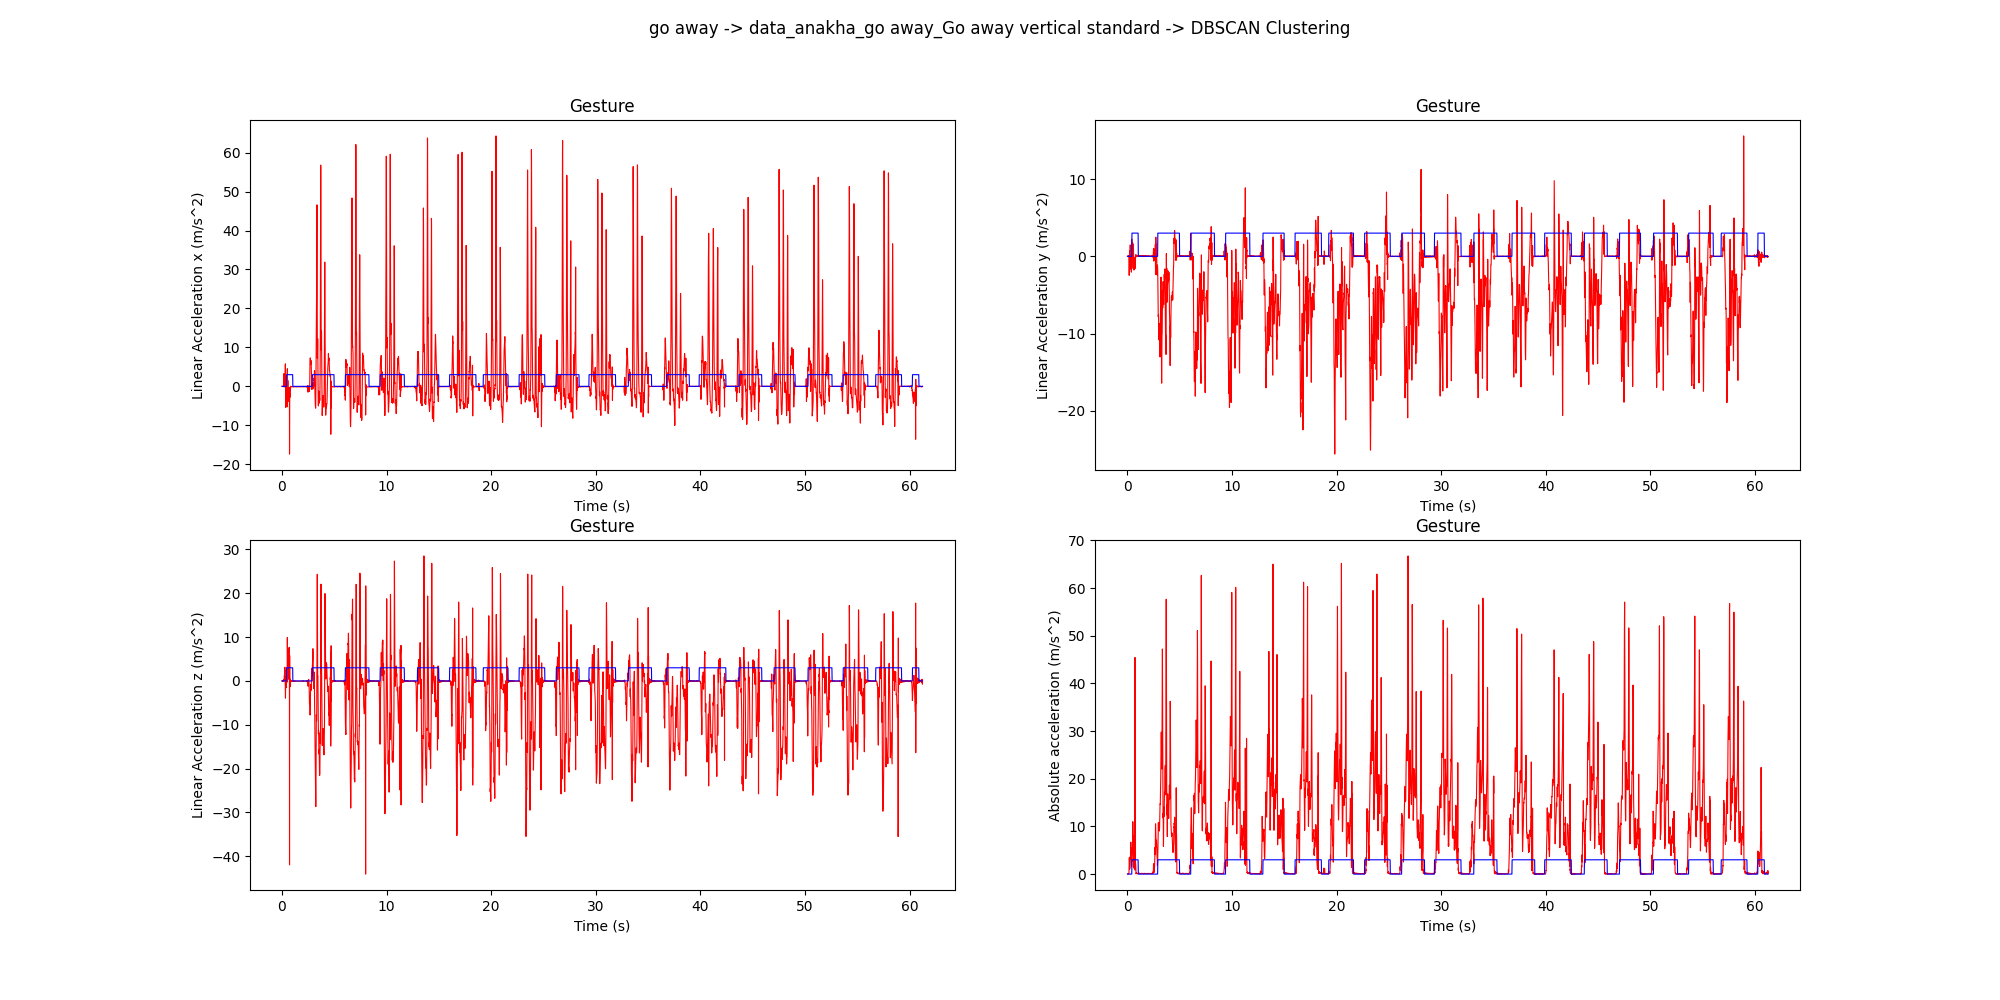 go away -> data_anakha_go away_Go away vertical standard -> DBSCAN Clustering
Gesture
Linear Acceleration x (m/s^2)
60
50
40
30
20
10
0
−10
−20
0 10 20 30 40 50 60
Time (s)
Gesture
Linear Acceleration y (m/s^2)
10
0
−10
−20
0 10 20 30 40 50 60
Time (s)
Gesture
Linear Acceleration z (m/s^2)
30
20
10
0
−10
−20
−30
−40
0 10 20 30 40 50 60
Time (s)
Gesture
Absolute acceleration (m/s^2)
70
60
50
40
30
20
10
0
0 10 20 30 40 50 60
Time (s)